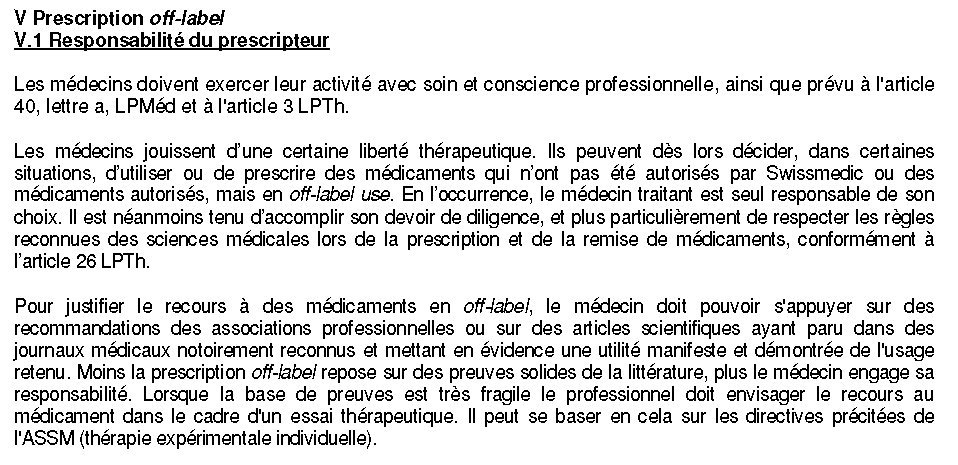 V Prescription off-label
V.1 Responsabilité du prescripteur
Les médecins doivent exercer leur activité avec soin et conscience professionnelle, ainsi que prévu à l'article
40, lettre a, LPMéd et à l'article 3 LPTh.
Les médecins jouissent d’une certaine liberté thérapeutique. Ils peuvent dès lors décider, dans certaines
situations, d’utiliser ou de prescrire des médicaments qui n’ont pas été autorisés par Swissmedic ou des
médicaments autorisés, mais en off-label use. En l’occurrence, le médecin traitant est seul responsable de son
choix. Il est néanmoins tenu d’accomplir son devoir de diligence, et plus particulièrement de respecter les règles
reconnues des sciences médicales lors de la prescription et de la remise de médicaments, conformément à
l’article 26 LPTh.
Pour justifier le recours à des médicaments en off-label, le médecin doit pouvoir s'appuyer sur des
recommandations des associations professionnelles ou sur des articles scientifiques ayant paru dans des
journaux médicaux notoirement reconnus et mettant en évidence une utilité manifeste et démontrée de l'usage
retenu. Moins la prescription off-label repose sur des preuves solides de la littérature, plus le médecin engage sa
responsabilité. Lorsque la base de preuves est très fragile le professionnel doit envisager le recours au
médicament dans le cadre d'un essai thérapeutique. Il peut se baser en cela sur les directives précitées de
l'ASSM (thérapie expérimentale individuelle).